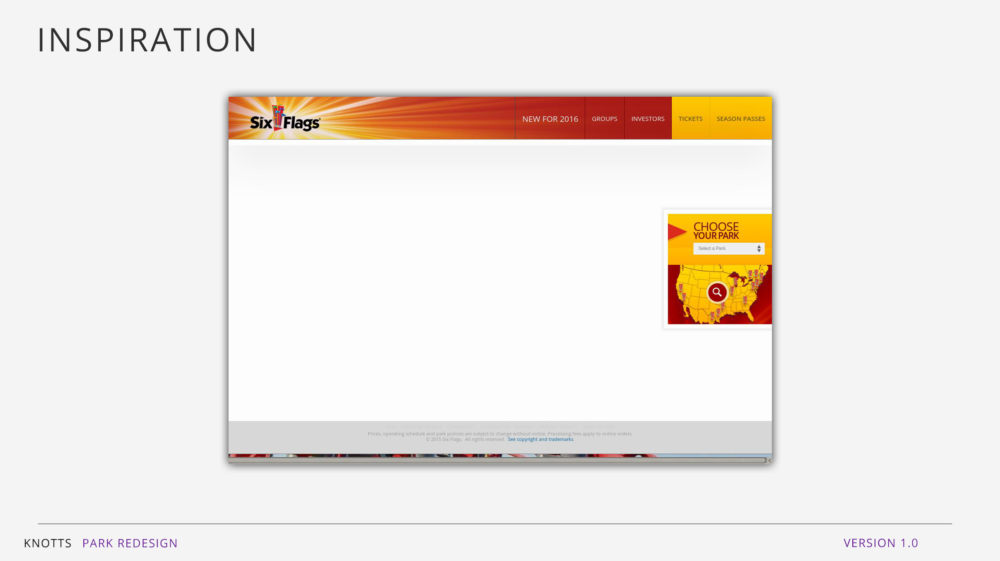 INSPIRATION
Six Flags
NEW FOR 2016 GROUPS INVESTORS TICKETS SEASON PASSES
CHOOSE
YOUR PARK
Select a Park
JOBS MEDIA NETWORKS COMMUNITY CONTACT US ESPANOL PRIVACY POLICY TERMS OF USE
Prices, operating schedule and park policies are subject to change without notice. Processing fees apply to online orders.
© 2015 Six Flags. All rights reserved. See copyright and trademarks.
KNOTTS PARK REDESIGN
VERSION 1.0